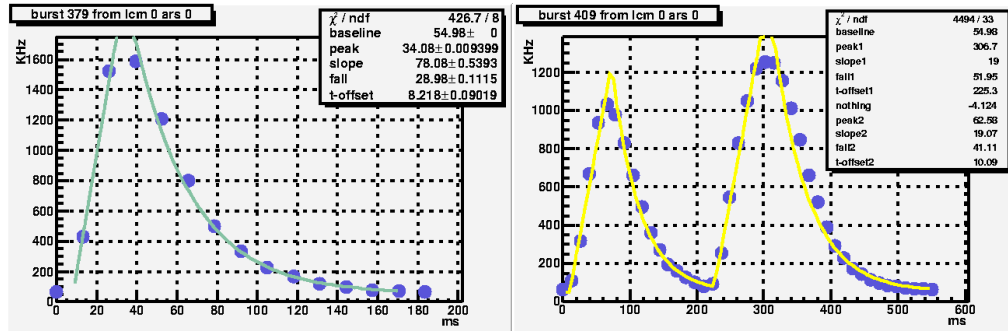 burst 379 from lcm 0 ars 0
χ² / ndf 426.7 / 8
baseline 54.98± 0
peak 34.08±0.009399
slope 78.08±0.5393
fall 28.98±0.1115
t-offset 8.218±0.09019
KHz
1600
1400
1200
1000
800
600
400
200
0
0 20 40 60 80 100 120 140 160 180 200
ms
burst 409 from lcm 0 ars 0
χ² / ndf 4494 / 33
baseline 54.98
peak1 306.7
slope1 19
fall1 51.95
t-offset1 225.3
nothing -4.124
peak2 62.58
slope2 19.07
fall2 41.11
t-offset2 10.09
KHz
1200
1000
800
600
400
200
0
0 100 200 300 400 500 600
ms